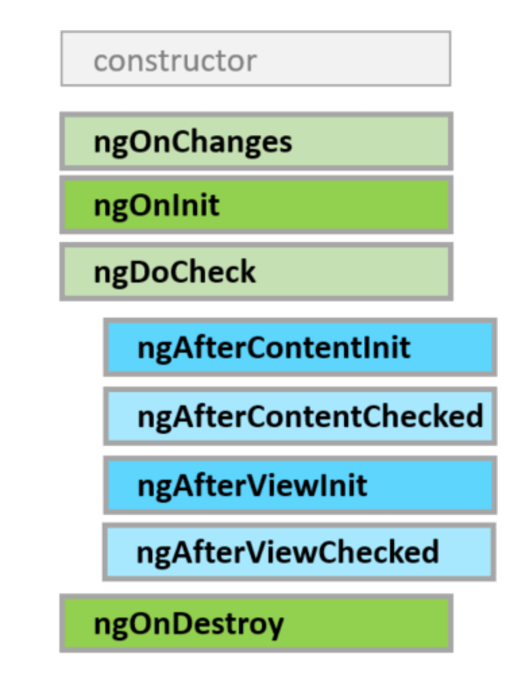 constructor
ngOnChanges
ngOnInit
ngDoCheck
ngAfterContentInit
ngAfterContentChecked
ngAfterViewInit
ngAfterViewChecked
ngOnDestroy